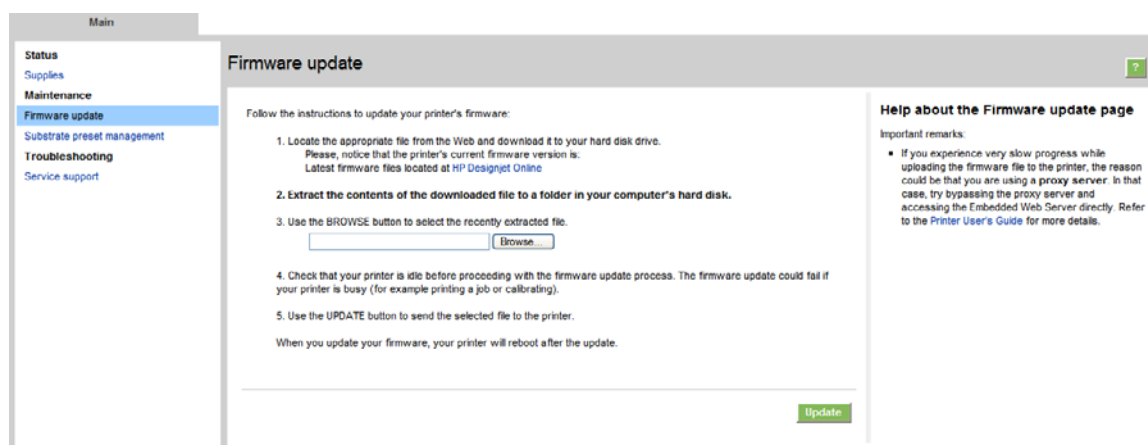 Main
Status
Supplies
Maintenance
Firmware update
Substrate preset management
Troubleshooting
Service support
Firmware update
?
Follow the instructions to update your printer's firmware:
1. Locate the appropriate file from the Web and download it to your hard disk drive.
Please, notice that the printer's current firmware version is:
Latest firmware files located at HP Designjet Online
2. Extract the contents of the downloaded file to a folder in your computer's hard disk.
3. Use the BROWSE button to select the recently extracted file.
Browse...
4. Check that your printer is idle before proceeding with the firmware update process. The firmware update could fail if
your printer is busy (for example printing a job or calibrating).
5. Use the UPDATE button to send the selected file to the printer.
When you update your firmware, your printer will reboot after the update.
Update
Help about the Firmware update page
Important remarks:
If you experience very slow progress while
uploading the firmware file to the printer, the reason
could be that you are using a proxy server. In that
case, try bypassing the proxy server and
accessing the Embedded Web Server directly. Refer
to the Printer User's Guide for more details.